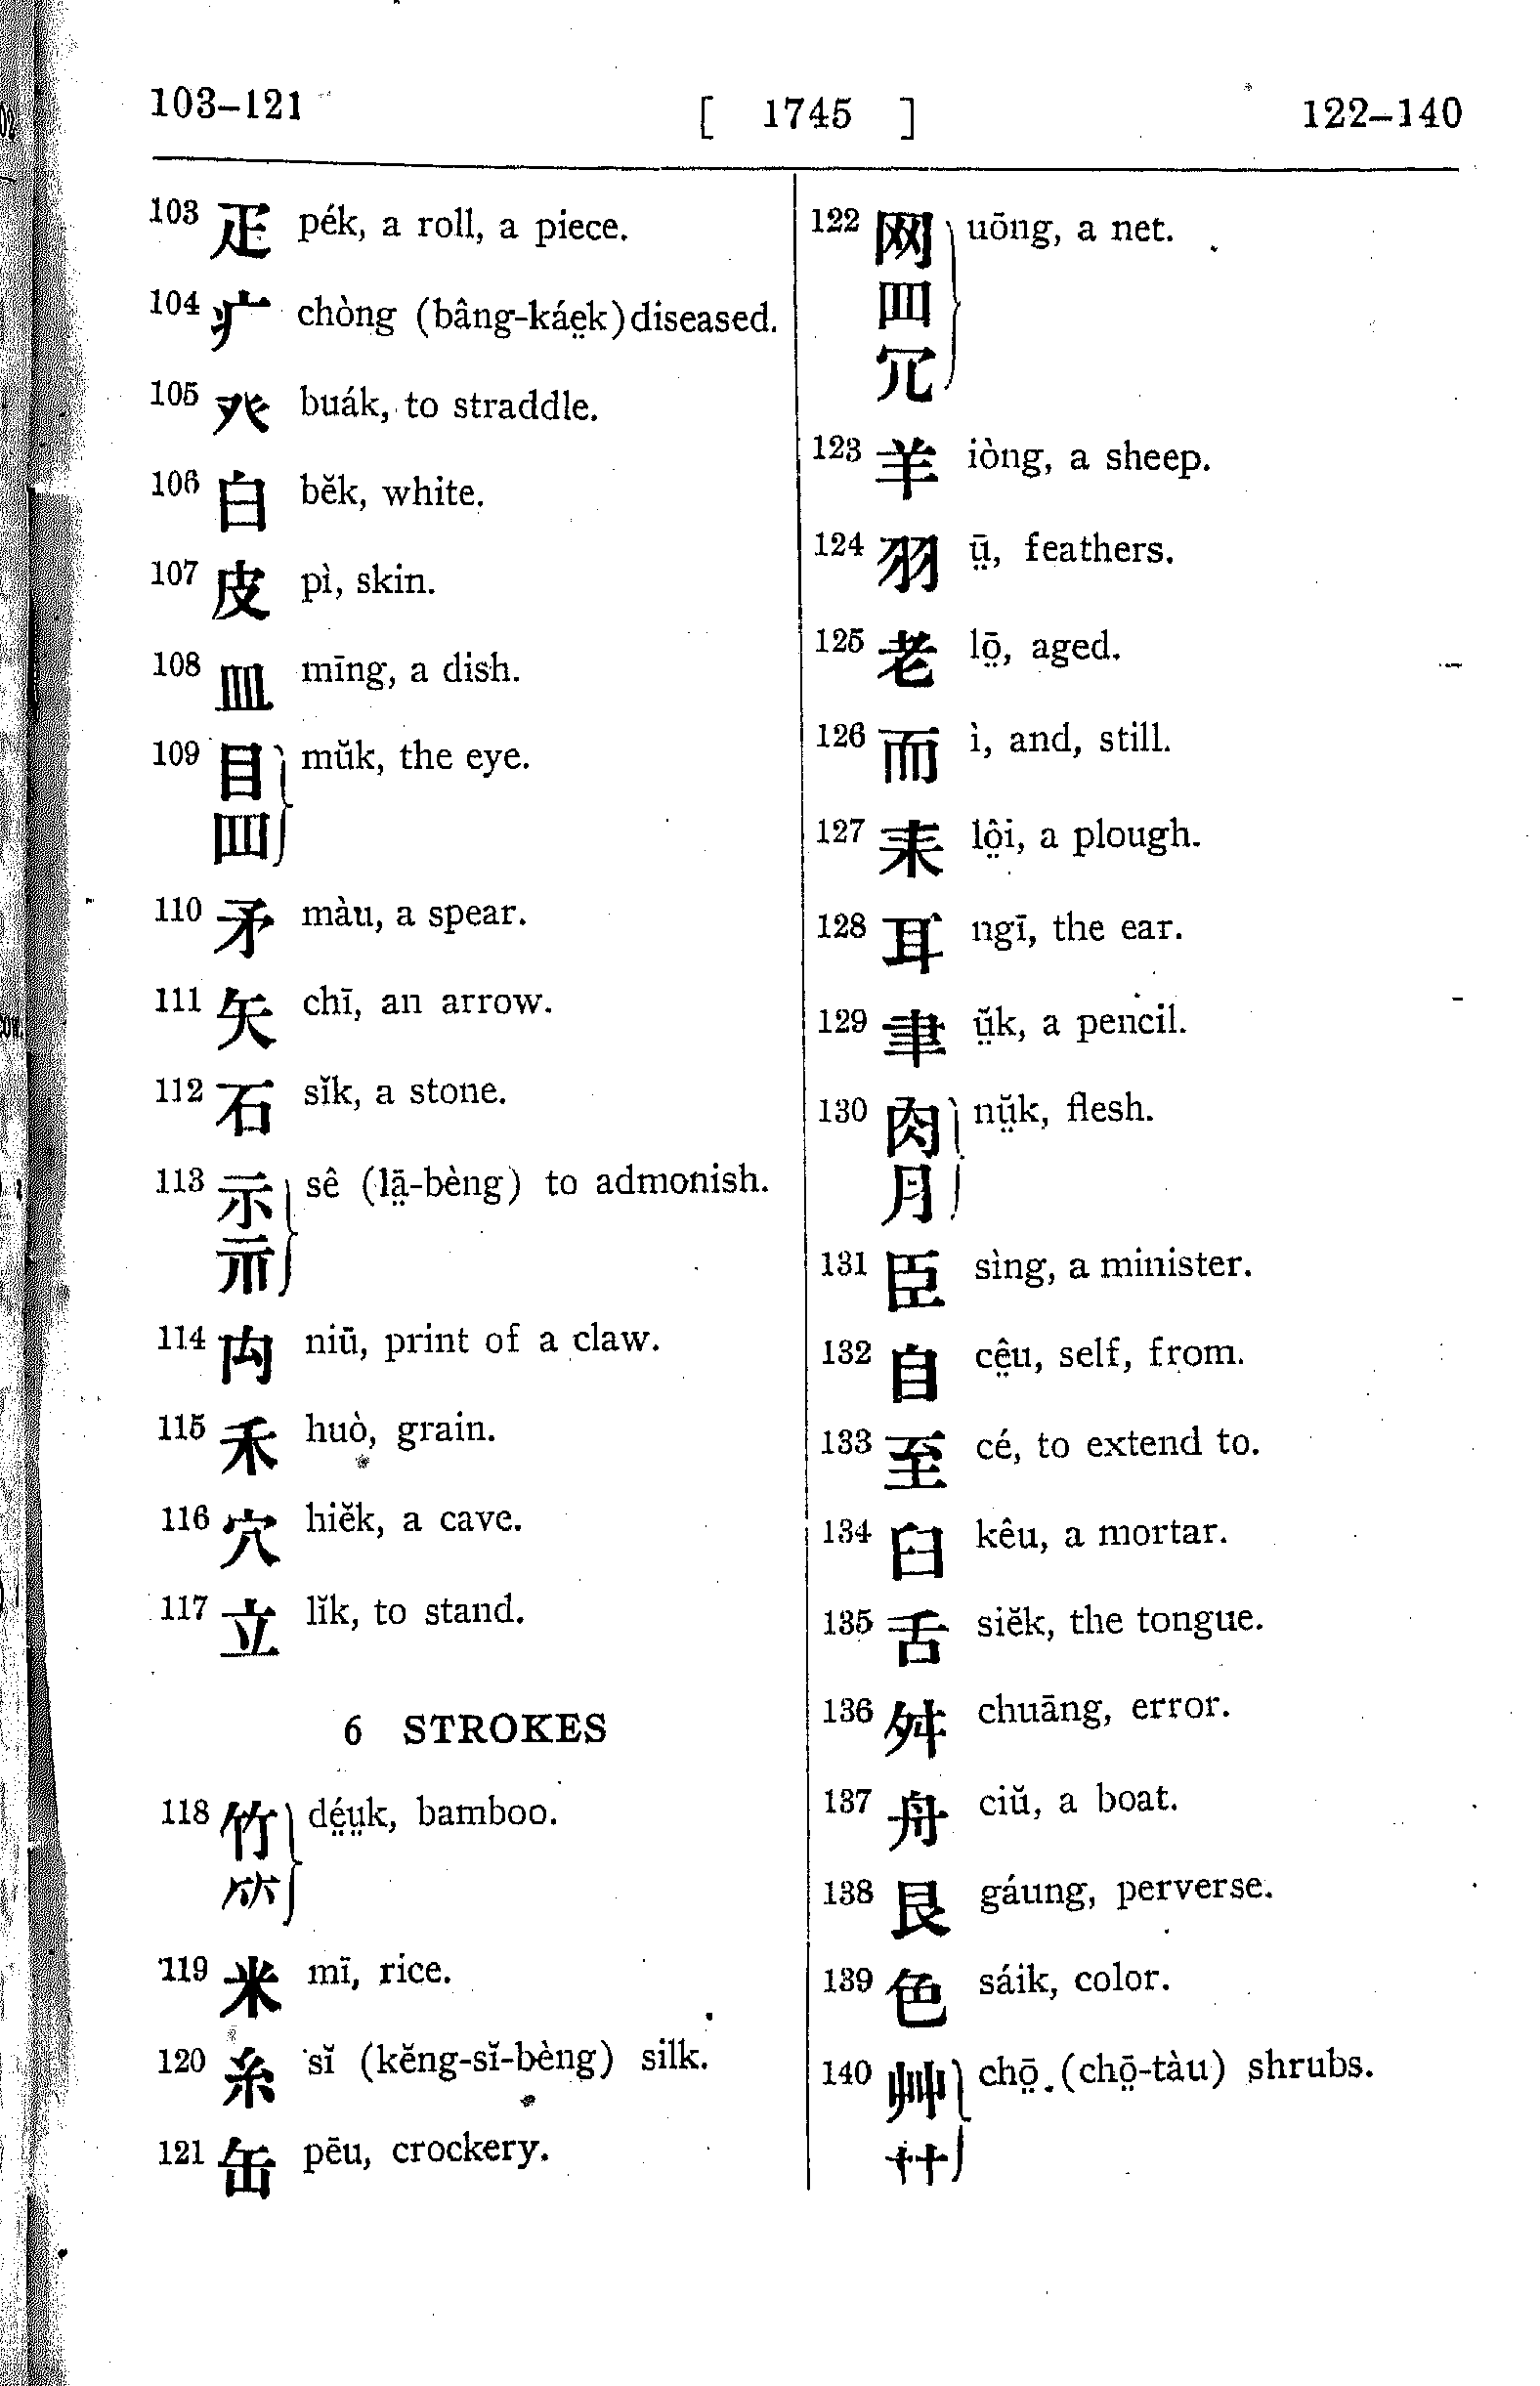 103–121 [ 1745 ] 122–140
103 疋 pék, a roll, a piece.
104 疒 chòng (bâng-káe̤k) diseased.
105 癶 buák, to straddle.
106 白 bĕk, white.
107 皮 pì, skin.
108 皿 mīng, a dish.
109 目 mŭk, the eye.
罒
110 矛 màu, a spear.
111 矢 chī, an arrow.
112 石 sĭk, a stone.
113 示 sê (lā̤-bèng) to admonish.
礻
114 禸 niū, print of a claw.
115 禾 huò, grain.
116 穴 hiĕk, a cave.
117 立 lĭk, to stand.
6 STROKES
118 竹 dé̤ṳk, bamboo.
𥫗
119 米 mī, rice.
120 糸 sĭ (kĕng-sĭ-bèng) silk.
121 缶 pēu, crockery.
122 网 uōng, a net.
罒
冗
123 羊 iòng, a sheep.
124 羽 ṳ̄, feathers.
125 老 lō̤, aged.
126 而 ì, and, still.
127 耒 lô̤i, a plough.
128 耳 ngī, the ear.
129 聿 ṳ̆k, a pencil.
130 肉 nṳ̆k, flesh.
月
131 臣 sìng, a minister.
132 自 cê̤u, self, from.
133 至 cé, to extend to.
134 臼 kêu, a mortar.
135 舌 siĕk, the tongue.
136 舛 chuāng, error.
137 舟 ciŭ, a boat.
138 艮 gáung, perverse.
139 色 sáik, color.
140 艸 chō̤ (chō̤-tàu) shrubs.
艹